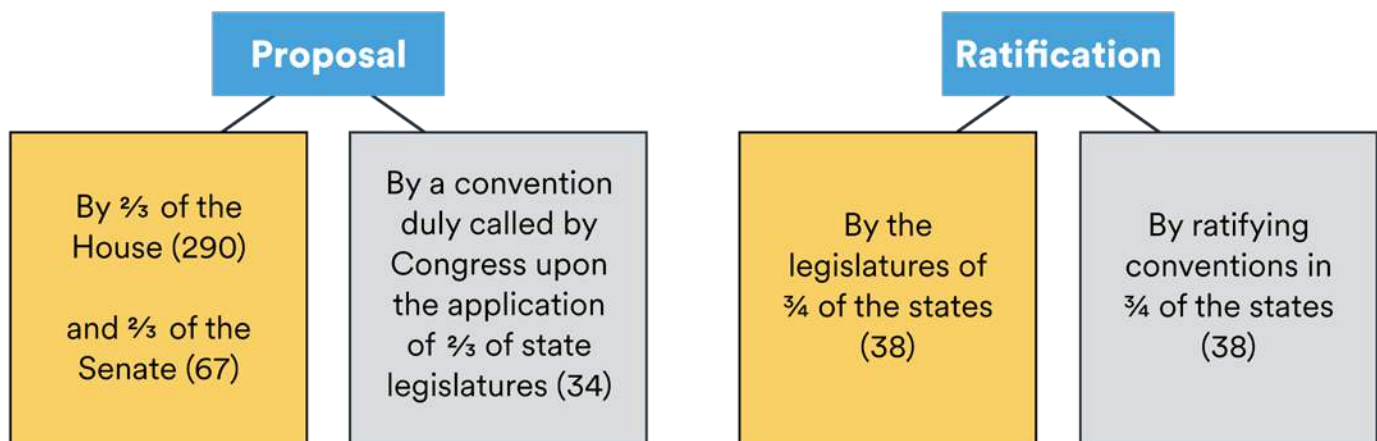 Proposal
By ⅔ of the
House (290)
and ⅔ of the
Senate (67)
By a convention
duly called by
Congress upon
the application
of ⅔ of state
legislatures (34)
Ratification
By the
legislatures of
¾ of the states
(38)
By ratifying
conventions in
¾ of the states
(38)